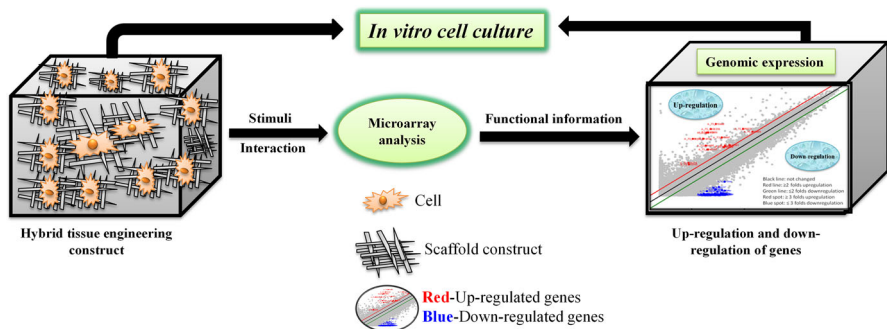 In vitro cell culture
Genomic expression
Stimuli
Interaction
Microarray
analysis
Functional information
Up-regulation
Down regulation
Black line: not changed
Red line: ≥2 folds upregulation
Green line: ≤2 folds downregulation
Red spot: ≥ 3 folds upregulation
Blue spot: ≤ 3 folds downregulation
Hybrid tissue engineering
construct
Cell
Scaffold construct
Red-Up-regulated genes
Blue-Down-regulated genes
Up-regulation and down-
regulation of genes